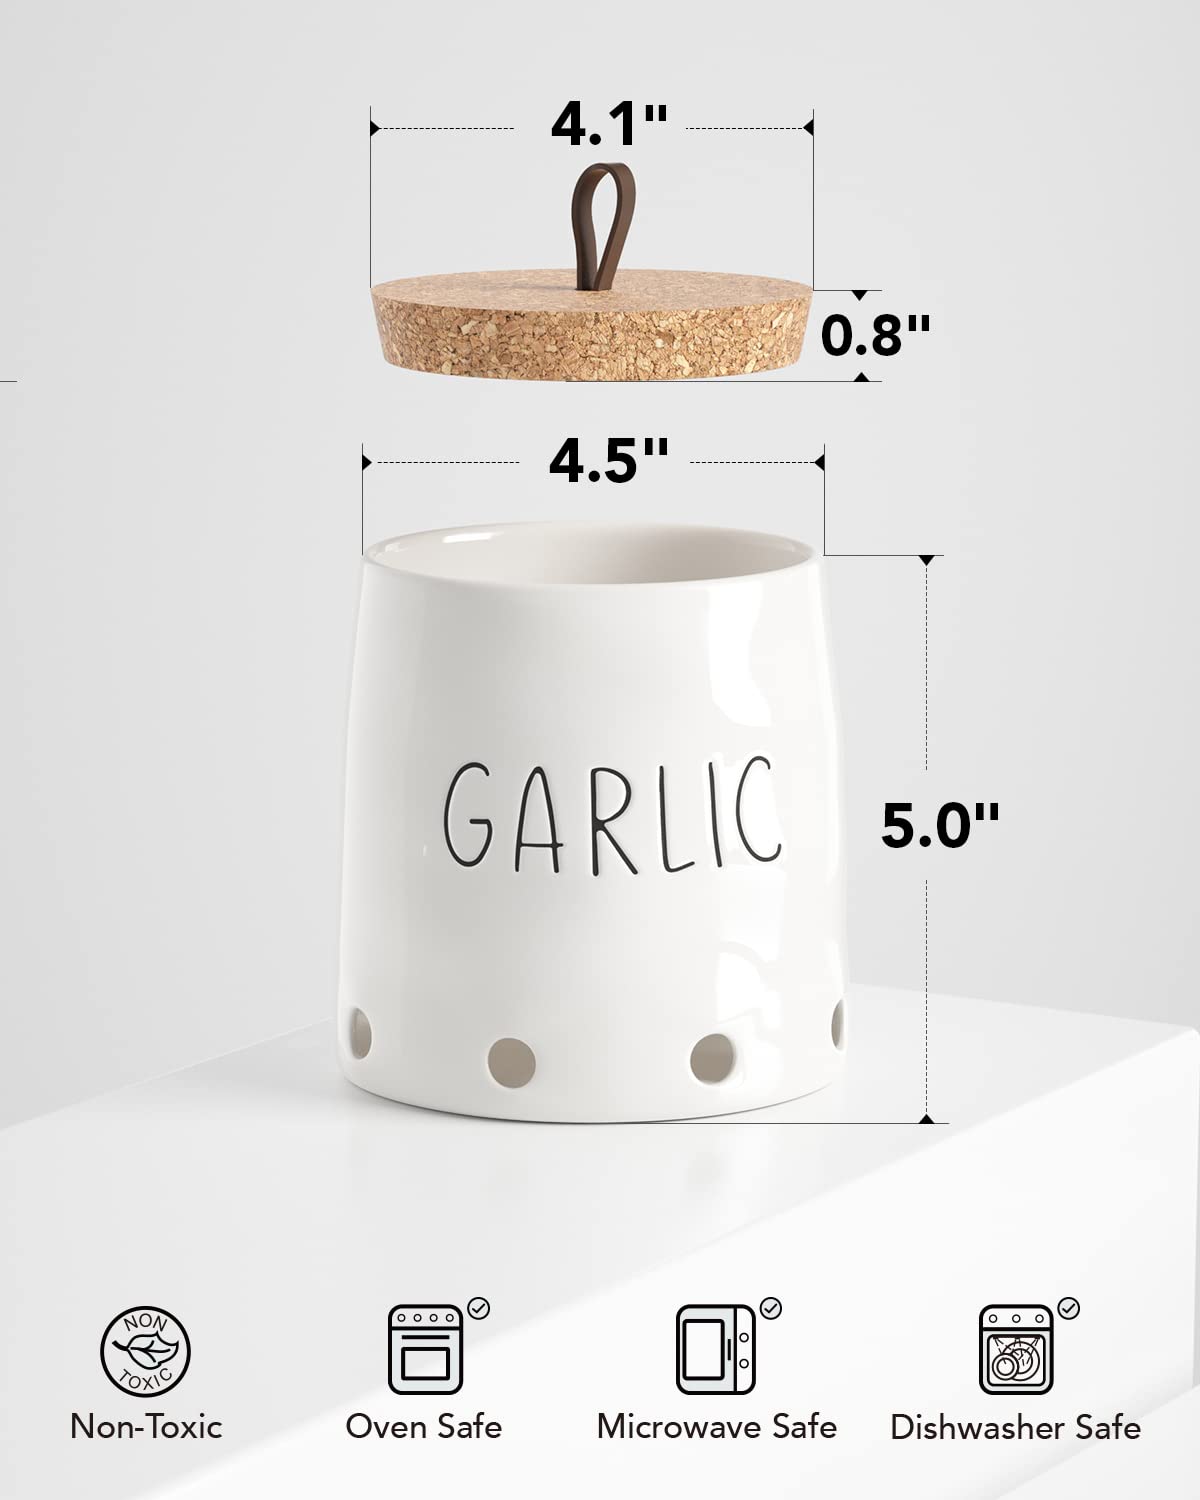 4.1"
0.8"
4.5"
GARLIC
5.0"
NON
TOXIC
Non-Toxic
Oven Safe
Microwave Safe
Dishwasher Safe